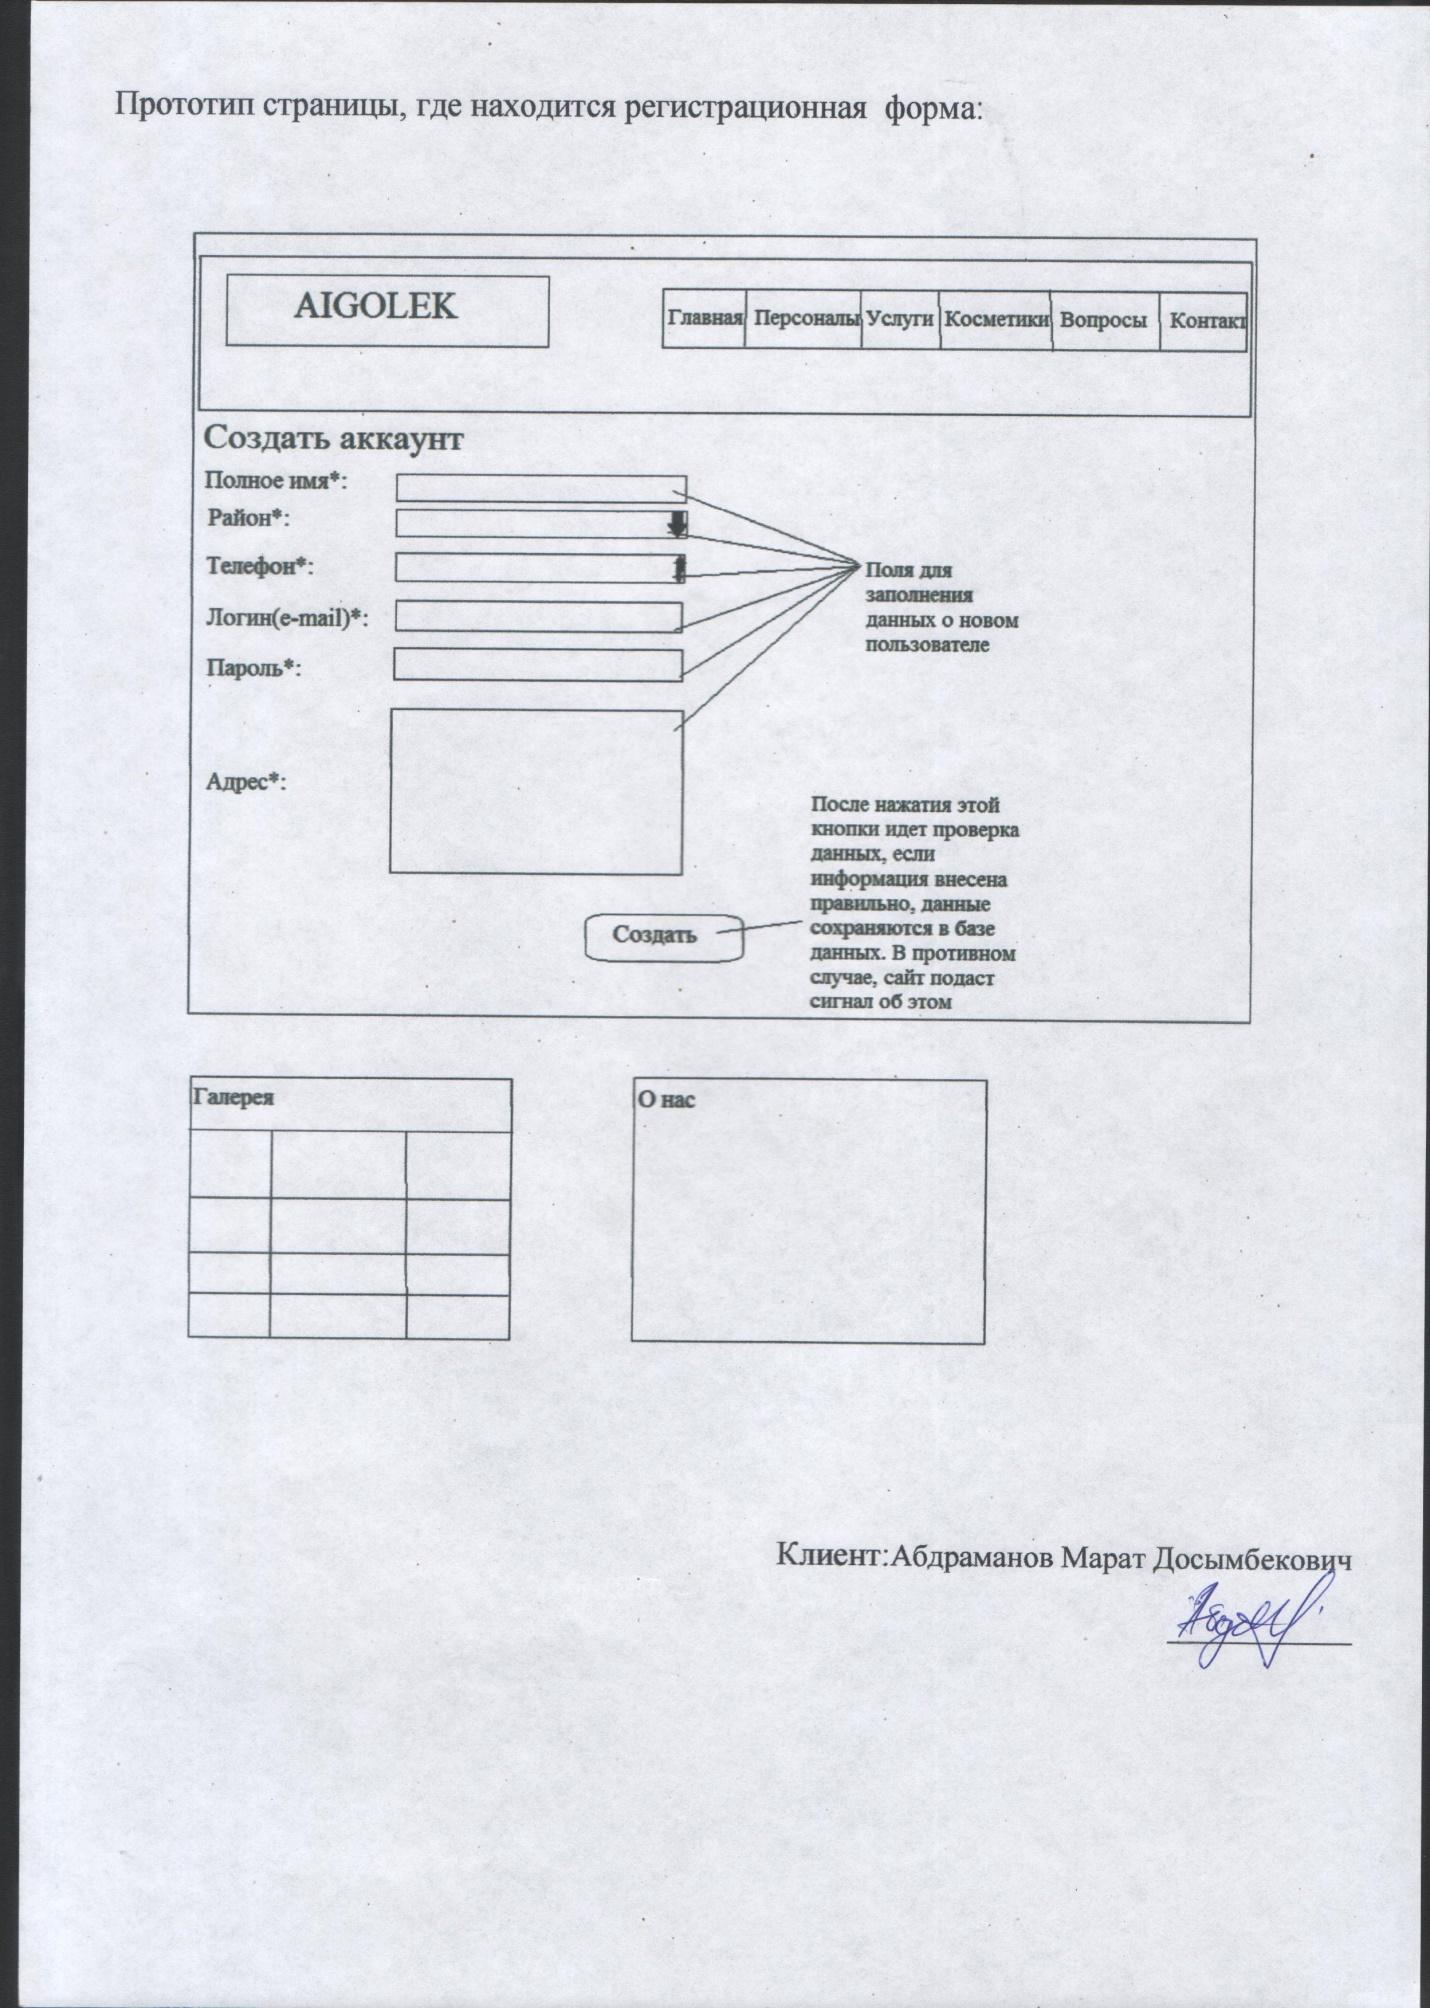 Прототип страницы, где находится регистрационная форма:
AIGOLEK
Главная Персоналы Услуги Косметики Вопросы Контакт
Создать аккаунт
Полное имя*:
Район*:
Телефон*:
Логин(e-mail)*:
Пароль*:
Адрес*:
Поля для
заполнения
данных о новом
пользователе
После нажатия этой
кнопки идет проверка
данных, если
информация внесена
правильно, данные
сохраняются в базе
данных. В противном
случае, сайт подаст
сигнал об этом
Создать
Галерея
О нас
Клиент:Абдраманов Марат Досымбекович